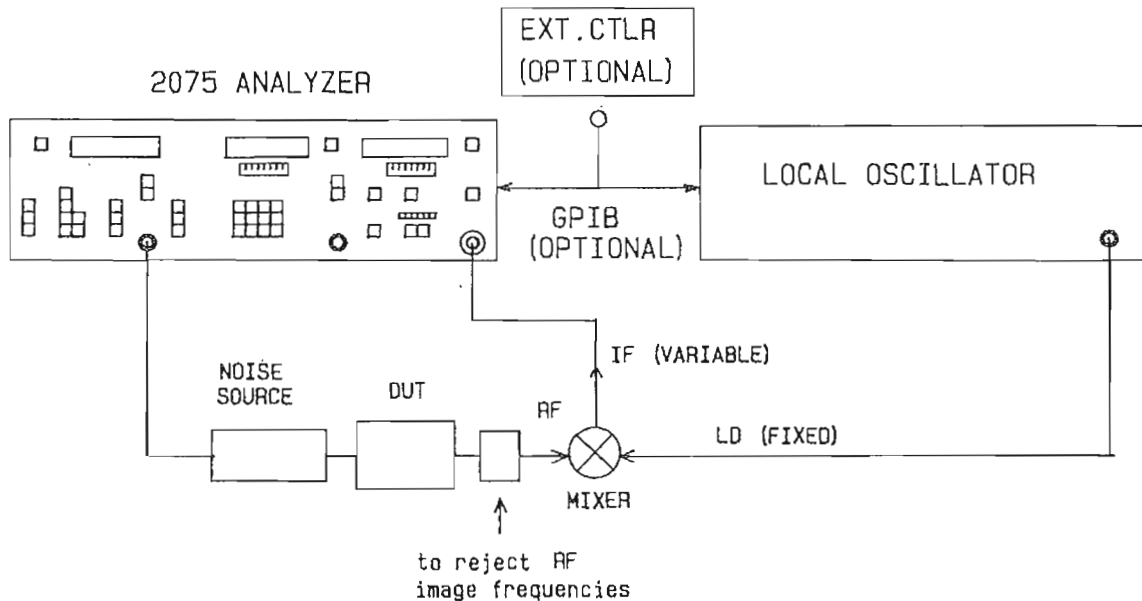 EXT.CTLR
(OPTIONAL)
2075 ANALYZER
LOCAL OSCILLATOR
GPIB
(OPTIONAL)
IF (VARIABLE)
NOISE
SOURCE
DUT
RF
LO (FIXED)
MIXER
to reject RF
image frequencies